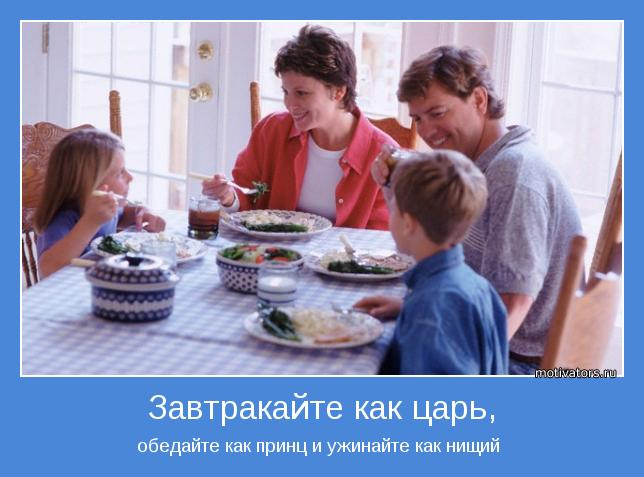 motivators.ru
Завтракайте как царь,
обедайте как принц и ужинайте как нищий